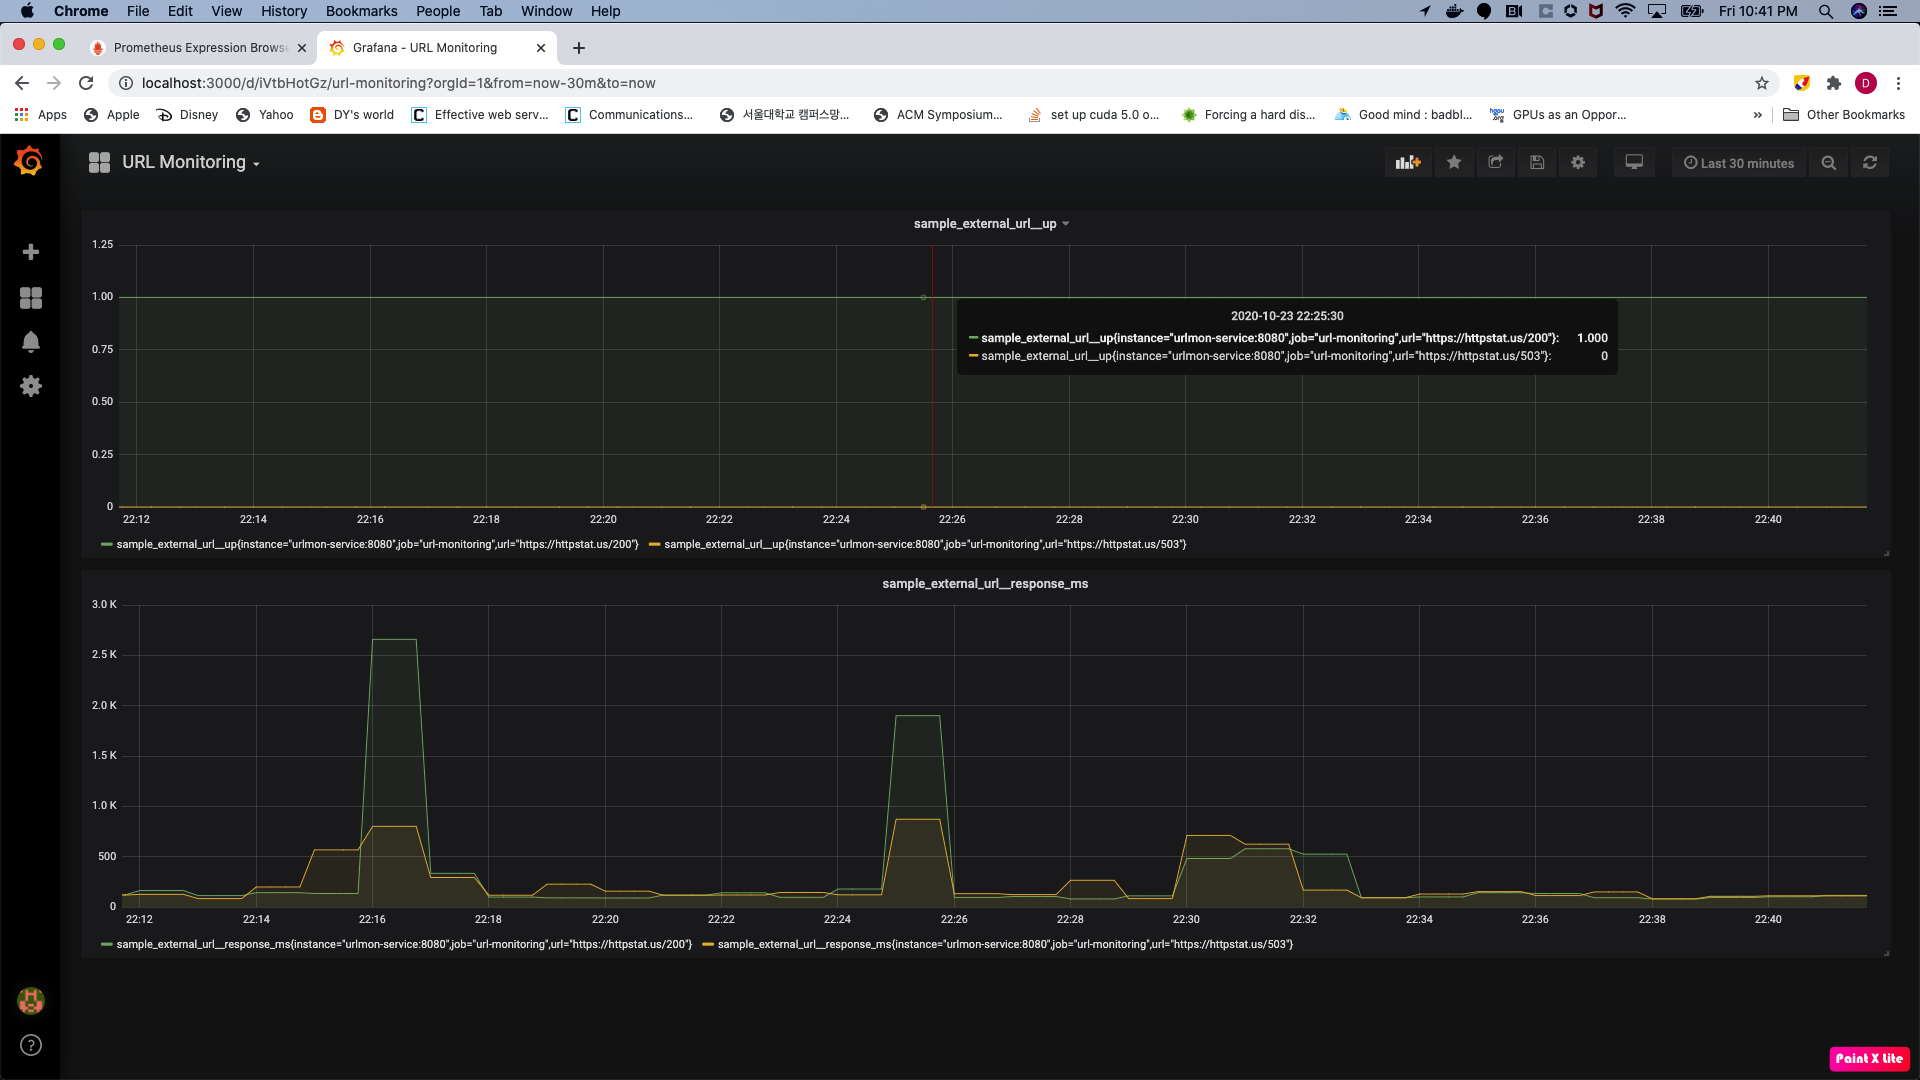 Chrome File Edit View History Bookmarks People Tab Window Help Fri 10:41 PM
Prometheus Expression Browse Grafana - URL Monitoring
localhost:3000/d/iVtbHotGz/url-monitoring?orgId=1&from=now-30m&to=now D
Apps Apple Disney Yahoo DY's world Effective web serv... Communications... 서울대학교 캠퍼스망... ACM Symposium... set up cuda 5.0 o... Forcing a hard dis... Good mind : badbl... GPUs as an Oppor... » Other Bookmarks
URL Monitoring Last 30 minutes
sample_external_url__up
1.25
1.00
0.75
0.50
0.25
0
2020-10-23 22:25:30
sample_external_url__up{instance="urlmon-service:8080",job="url-monitoring",url="https://httpstat.us/200"}: 1.000
sample_external_url__up{instance="urlmon-service:8080",job="url-monitoring",url="https://httpstat.us/503"}: 0
22:12 22:14 22:16 22:18 22:20 22:22 22:24 22:26 22:28 22:30 22:32 22:34 22:36 22:38 22:40
sample_external_url__up{instance="urlmon-service:8080",job="url-monitoring",url="https://httpstat.us/200"} sample_external_url__up{instance="urlmon-service:8080",job="url-monitoring",url="https://httpstat.us/503"}
sample_external_url__response_ms
3.0 K
2.5 K
2.0 K
1.5 K
1.0 K
500
0
22:12 22:14 22:16 22:18 22:20 22:22 22:24 22:26 22:28 22:30 22:32 22:34 22:36 22:38 22:40
sample_external_url__response_ms{instance="urlmon-service:8080",job="url-monitoring",url="https://httpstat.us/200"} sample_external_url__response_ms{instance="urlmon-service:8080",job="url-monitoring",url="https://httpstat.us/503"}
Paint X Lite